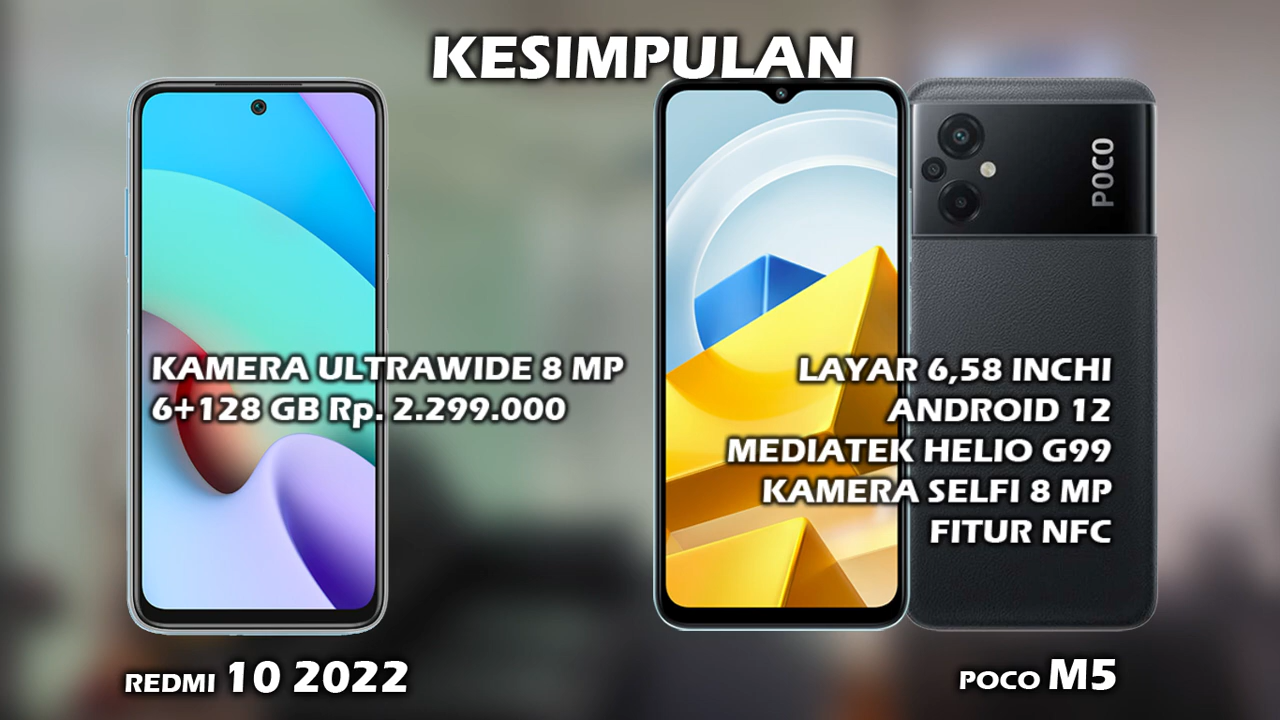 KESIMPULAN
POCO
KAMERA ULTRAWIDE 8 MP
6+128 GB Rp. 2.299.000
LAYAR 6,58 INCHI
ANDROID 12
MEDIATEK HELIO G99
KAMERA SELFI 8 MP
FITUR NFC
REDMI 10 2022
POCO M5